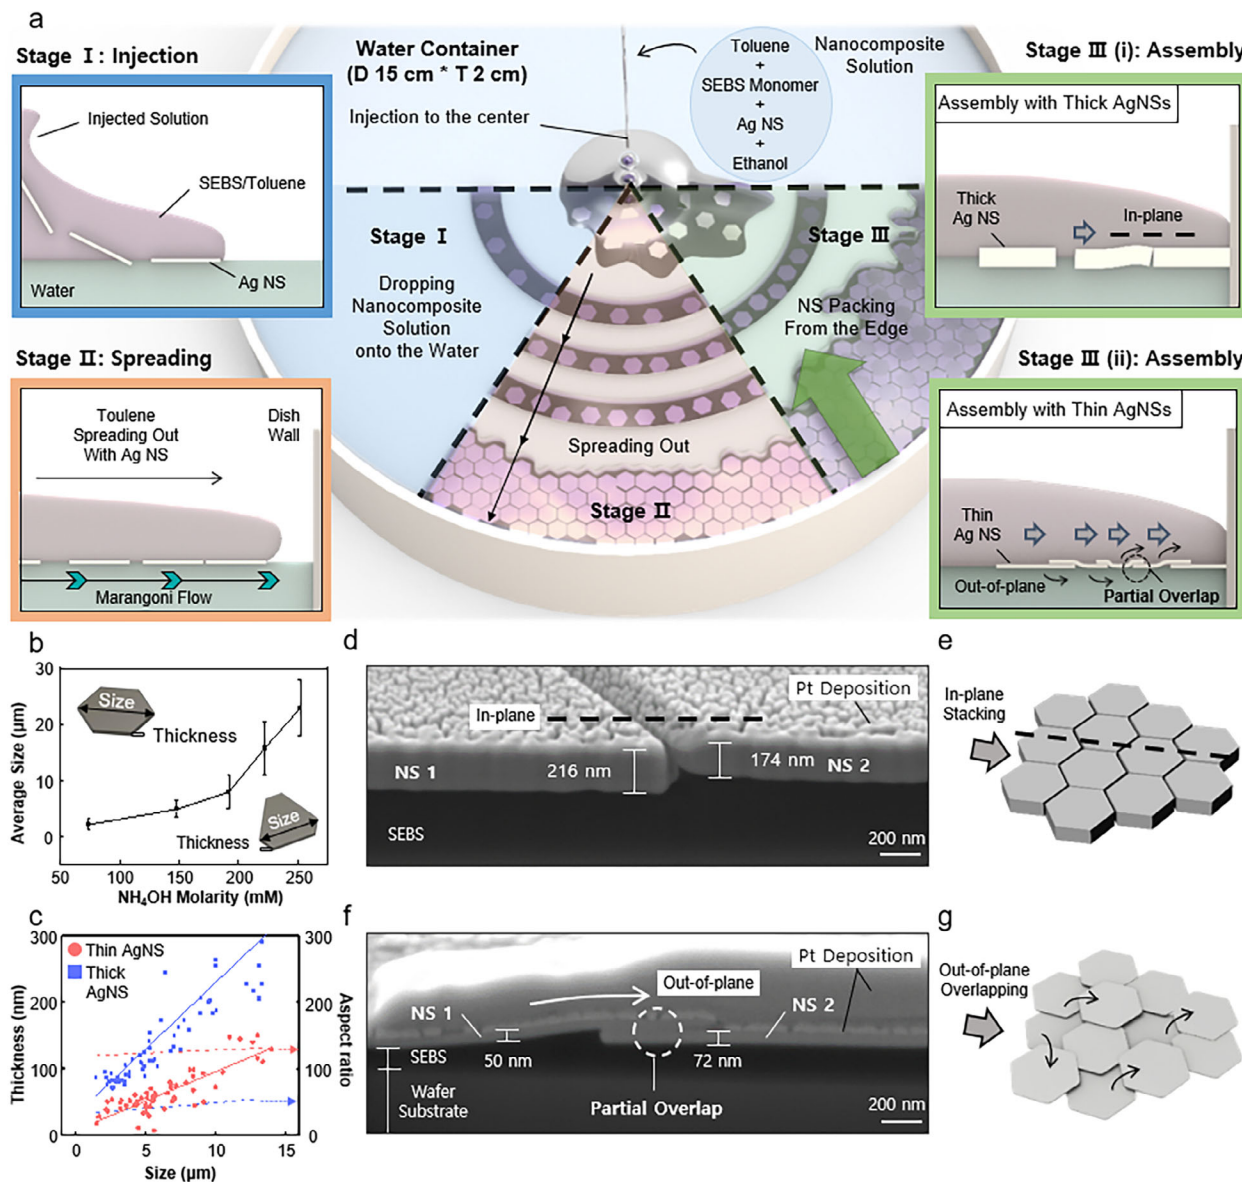 a
Stage Ⅰ: Injection
Injected Solution
SEBS/Toluene
Ag NS
Water
Stage Ⅱ: Spreading
Toulene
Spreading Out
With Ag NS
Dish
Wall
Marangoni Flow
Water Container
(D 15 cm * T 2 cm)
Injection to the center
Toluene
+
SEBS Monomer
+
Ag NS
+
Ethanol
Nanocomposite
Solution
Stage Ⅰ
Dropping
Nanocomposite
Solution
onto the Water
Spreading Out
Stage Ⅱ
Stage Ⅲ
NS Packing
From the Edge
Stage Ⅲ (i): Assembly
Assembly with Thick AgNSs
Thick
Ag NS
In-plane
Stage Ⅲ (ii): Assembly
Assembly with Thin AgNSs
Thin
Ag NS
Out-of-plane
Partial Overlap
b
Average Size (μm)
30
20
10
0
Size
Thickness
Size
Thickness
50
100
150
200
250
NH₄OH Molarity (mM)
c
Thickness (nm)
300
200
100
0
Thin AgNS
Thick
AgNS
300
200
100
0
Aspect ratio
0
5
10
15
Size (μm)
d
In-plane
Pt Deposition
NS 1
216 nm
174 nm
NS 2
SEBS
200 nm
e
In-plane
Stacking
f
Pt Deposition
Out-of-plane
NS 1
NS 2
50 nm
72 nm
SEBS
Wafer
Substrate
Partial Overlap
200 nm
g
Out-of-plane
Overlapping